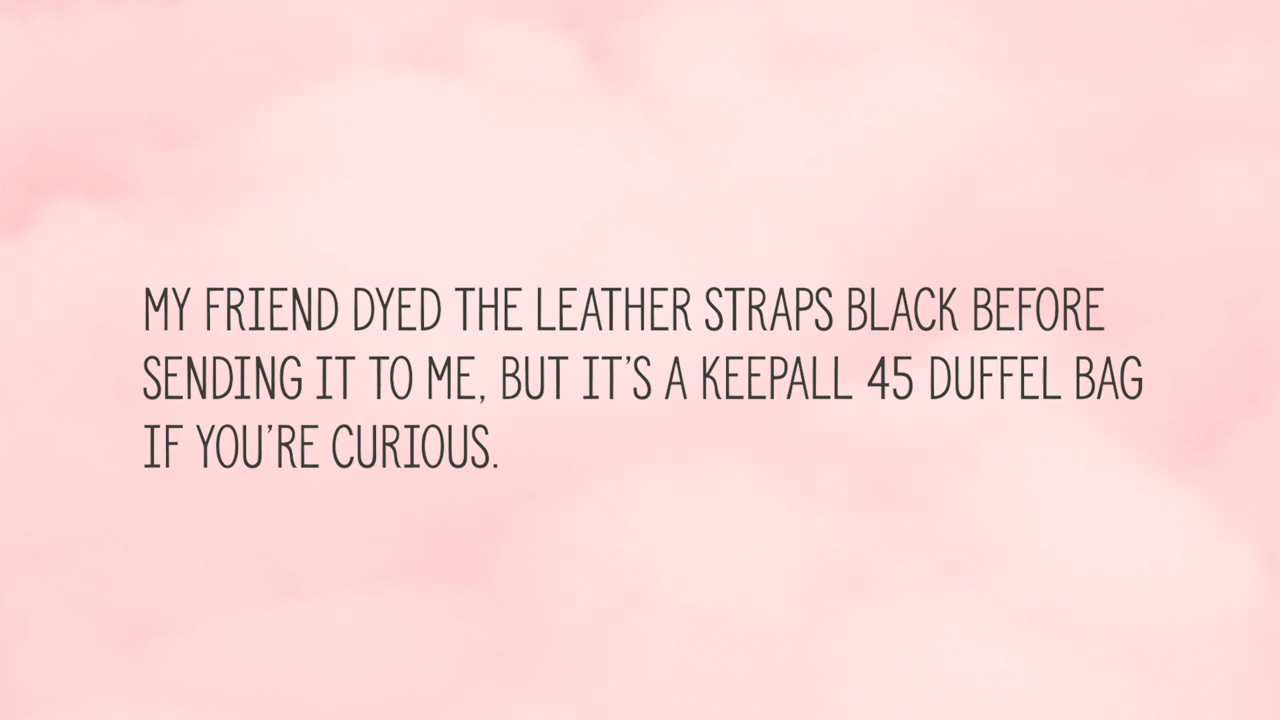 MY FRIEND DYED THE LEATHER STRAPS BLACK BEFORE
SENDING IT TO ME, BUT IT'S A KEEPALL 45 DUFFEL BAG
IF YOU'RE CURIOUS.